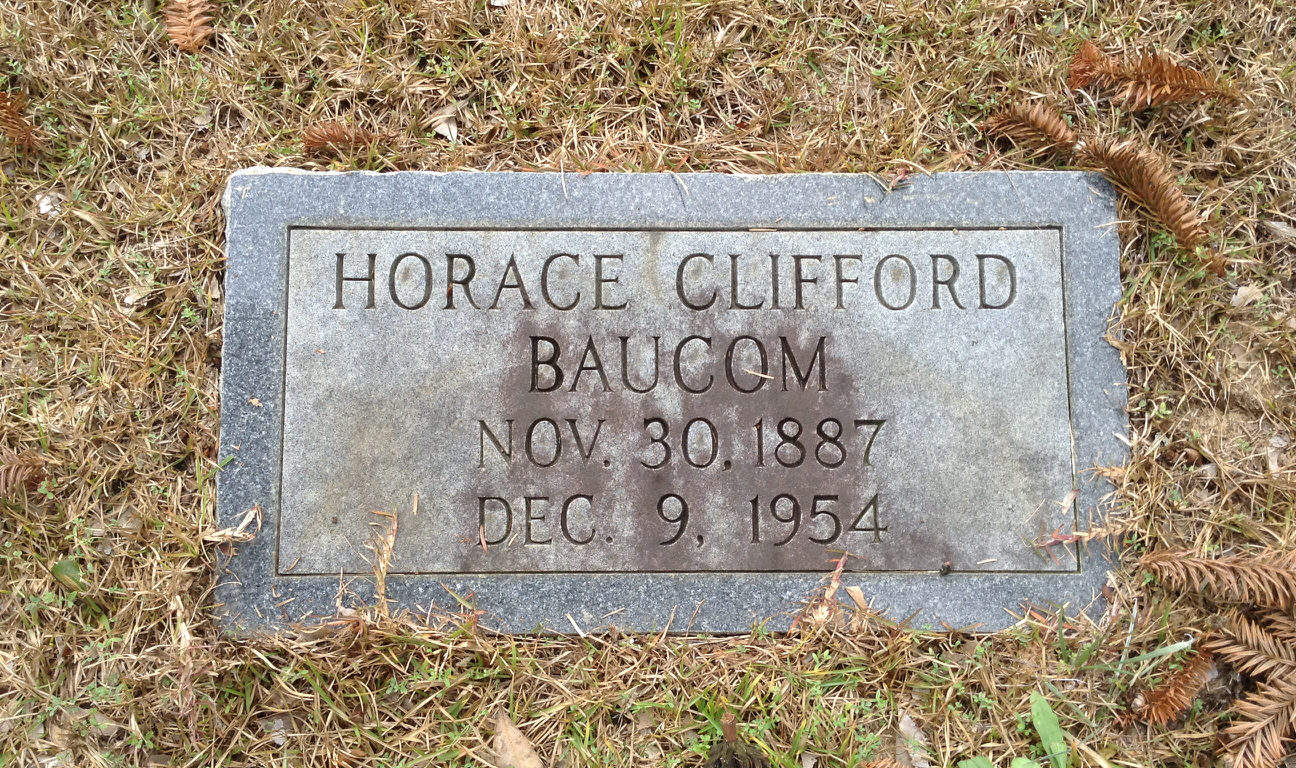 HORACE CLIFFORD
BAUCOM
NOV. 30, 1887
DEC. 9, 1954